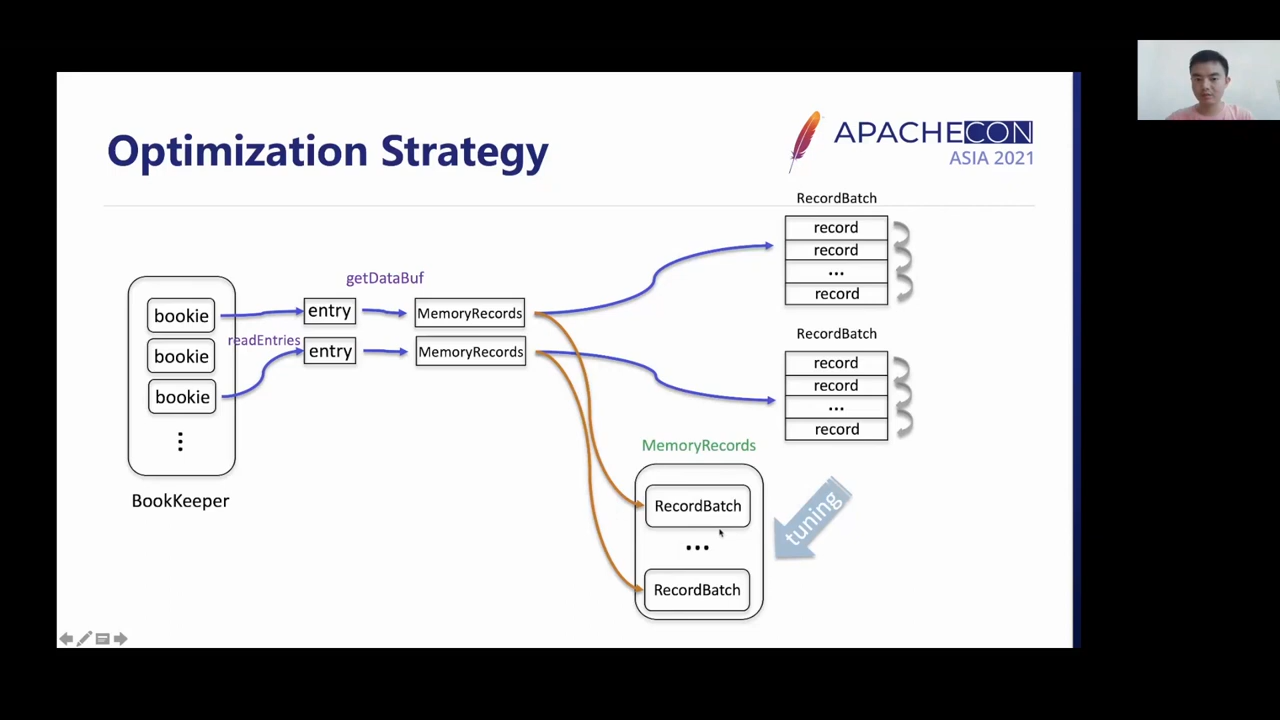 Optimization Strategy
APACHECON
ASIA 2021
RecordBatch
record
record
...
record
getDataBuf
bookie
entry
MemoryRecords
readEntries
bookie
entry
MemoryRecords
bookie
RecordBatch
record
record
...
record
BookKeeper
MemoryRecords
RecordBatch
...
RecordBatch
tuning